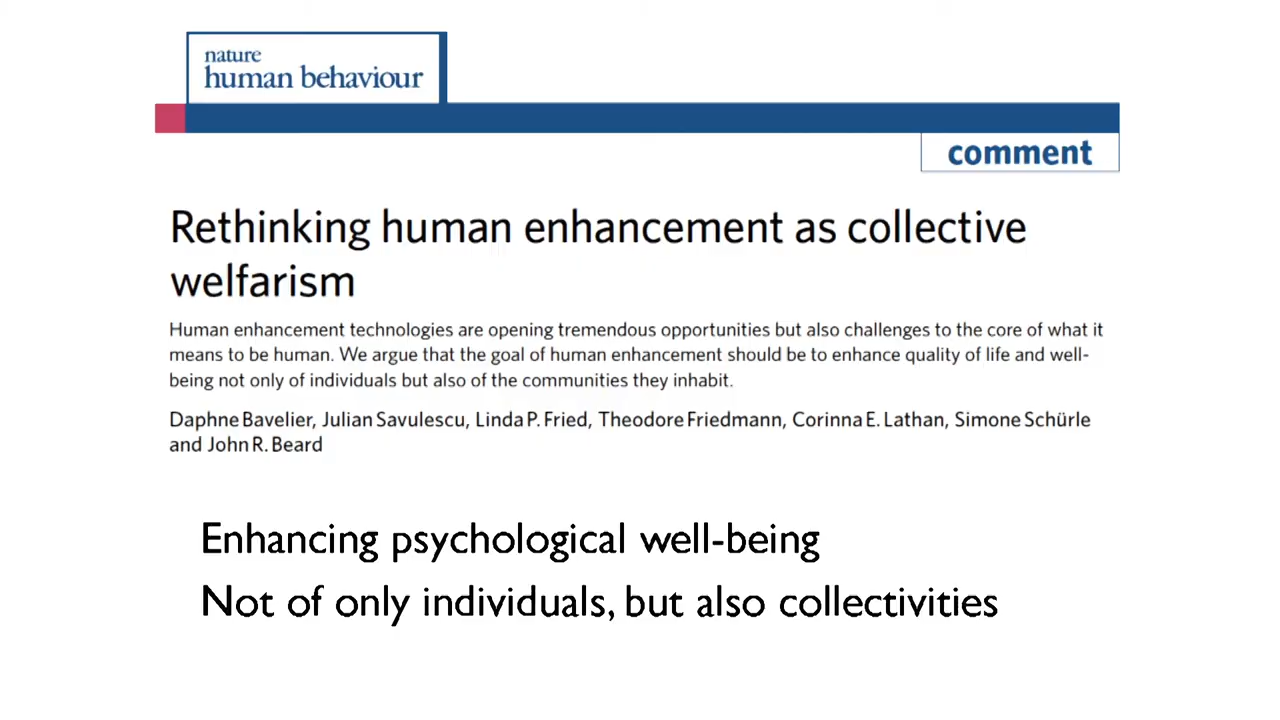 nature
human behaviour
comment
Rethinking human enhancement as collective
welfarism
Human enhancement technologies are opening tremendous opportunities but also challenges to the core of what it
means to be human. We argue that the goal of human enhancement should be to enhance quality of life and well-
being not only of individuals but also of the communities they inhabit.
Daphne Bavelier, Julian Savulescu, Linda P. Fried, Theodore Friedmann, Corinna E. Lathan, Simone Schürle
and John R. Beard
Enhancing psychological well-being
Not of only individuals, but also collectivities